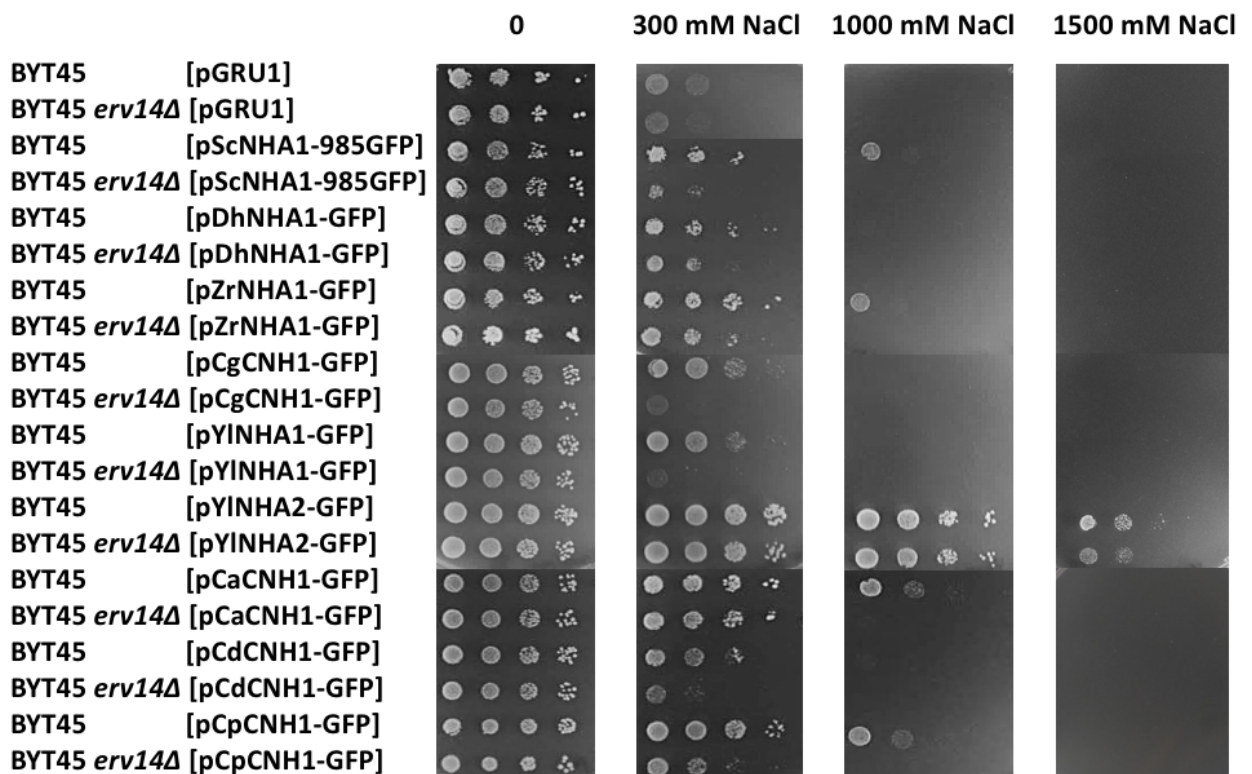 0 300 mM NaCl 1000 mM NaCl 1500 mM NaCl
BYT45 [pGRU1]
BYT45 erv14Δ [pGRU1]
BYT45 [pScNHA1-985GFP]
BYT45 erv14Δ [pScNHA1-985GFP]
BYT45 [pDhNHA1-GFP]
BYT45 erv14Δ [pDhNHA1-GFP]
BYT45 [pZrNHA1-GFP]
BYT45 erv14Δ [pZrNHA1-GFP]
BYT45 [pCgCNH1-GFP]
BYT45 erv14Δ [pCgCNH1-GFP]
BYT45 [pYlNHA1-GFP]
BYT45 erv14Δ [pYlNHA1-GFP]
BYT45 [pYlNHA2-GFP]
BYT45 erv14Δ [pYlNHA2-GFP]
BYT45 [pCaCNH1-GFP]
BYT45 erv14Δ [pCaCNH1-GFP]
BYT45 [pCdCNH1-GFP]
BYT45 erv14Δ [pCdCNH1-GFP]
BYT45 [pCpCNH1-GFP]
BYT45 erv14Δ [pCpCNH1-GFP]